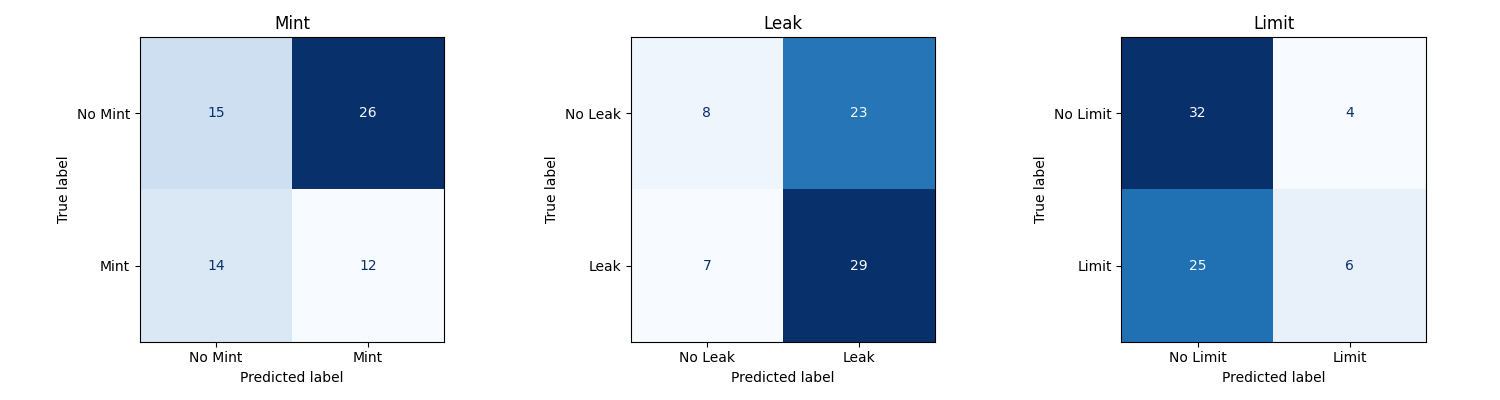 Mint
True label
No Mint
15
26
Mint
14
12
No Mint
Mint
Predicted label
Leak
True label
No Leak
8
23
Leak
7
29
No Leak
Leak
Predicted label
Limit
True label
No Limit
32
4
Limit
25
6
No Limit
Limit
Predicted label